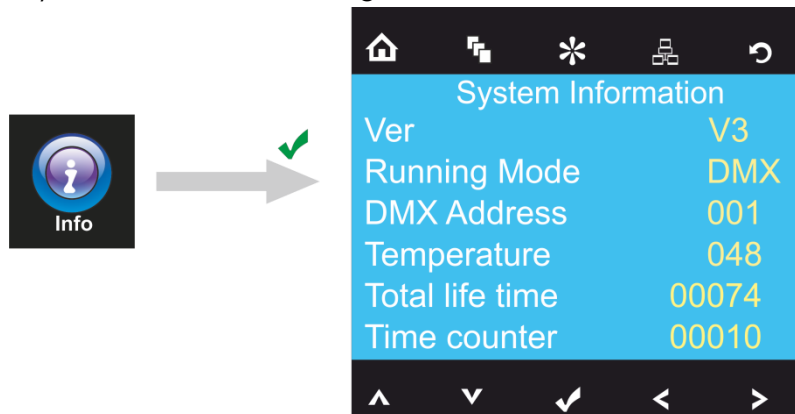 System Information
Ver V3
Running Mode DMX
DMX Address 001
Temperature 048
Total life time 00074
Time counter 00010
Info